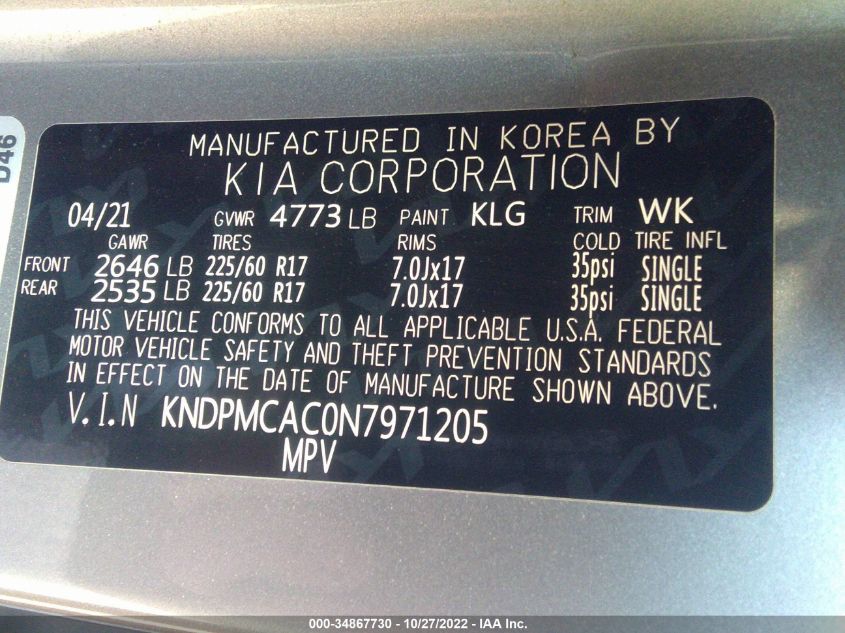 D46
MANUFACTURED IN KOREA BY
KIA CORPORATION
04/21 GVWR 4773 LB PAINT KLG TRIM WK
GAWR TIRES RIMS COLD TIRE INFL
FRONT 2646 LB 225/60 R17 7.0Jx17 35psi SINGLE
REAR 2535 LB 225/60 R17 7.0Jx17 35psi SINGLE
THIS VEHICLE CONFORMS TO ALL APPLICABLE U.S.A. FEDERAL
MOTOR VEHICLE SAFETY AND THEFT PREVENTION STANDARDS
IN EFFECT ON THE DATE OF MANUFACTURE SHOWN ABOVE.
V.I.N KNDPMCAC0N7971205
MPV
000-34867730 - 10/27/2022 - IAA Inc.